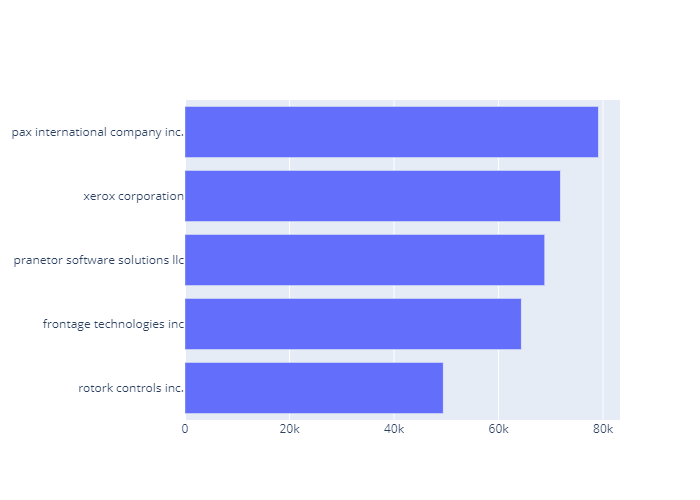 pax international company inc.
xerox corporation
pranetor software solutions llc
frontage technologies inc
rotork controls inc.
0 20k 40k 60k 80k